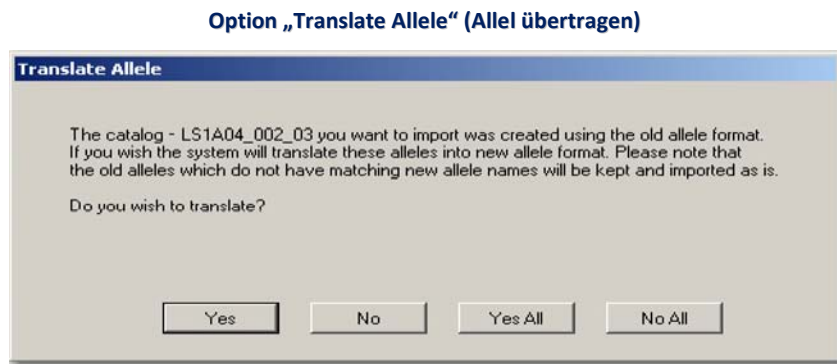 Option „Translate Allele“ (Allel übertragen)
Translate Allele
The catalog - LS1A04_002_03 you want to import was created using the old allele format.
If you wish the system will translate these alleles into new allele format. Please note that
the old alleles which do not have matching new allele names will be kept and imported as is.
Do you wish to translate?
Yes No Yes All No All